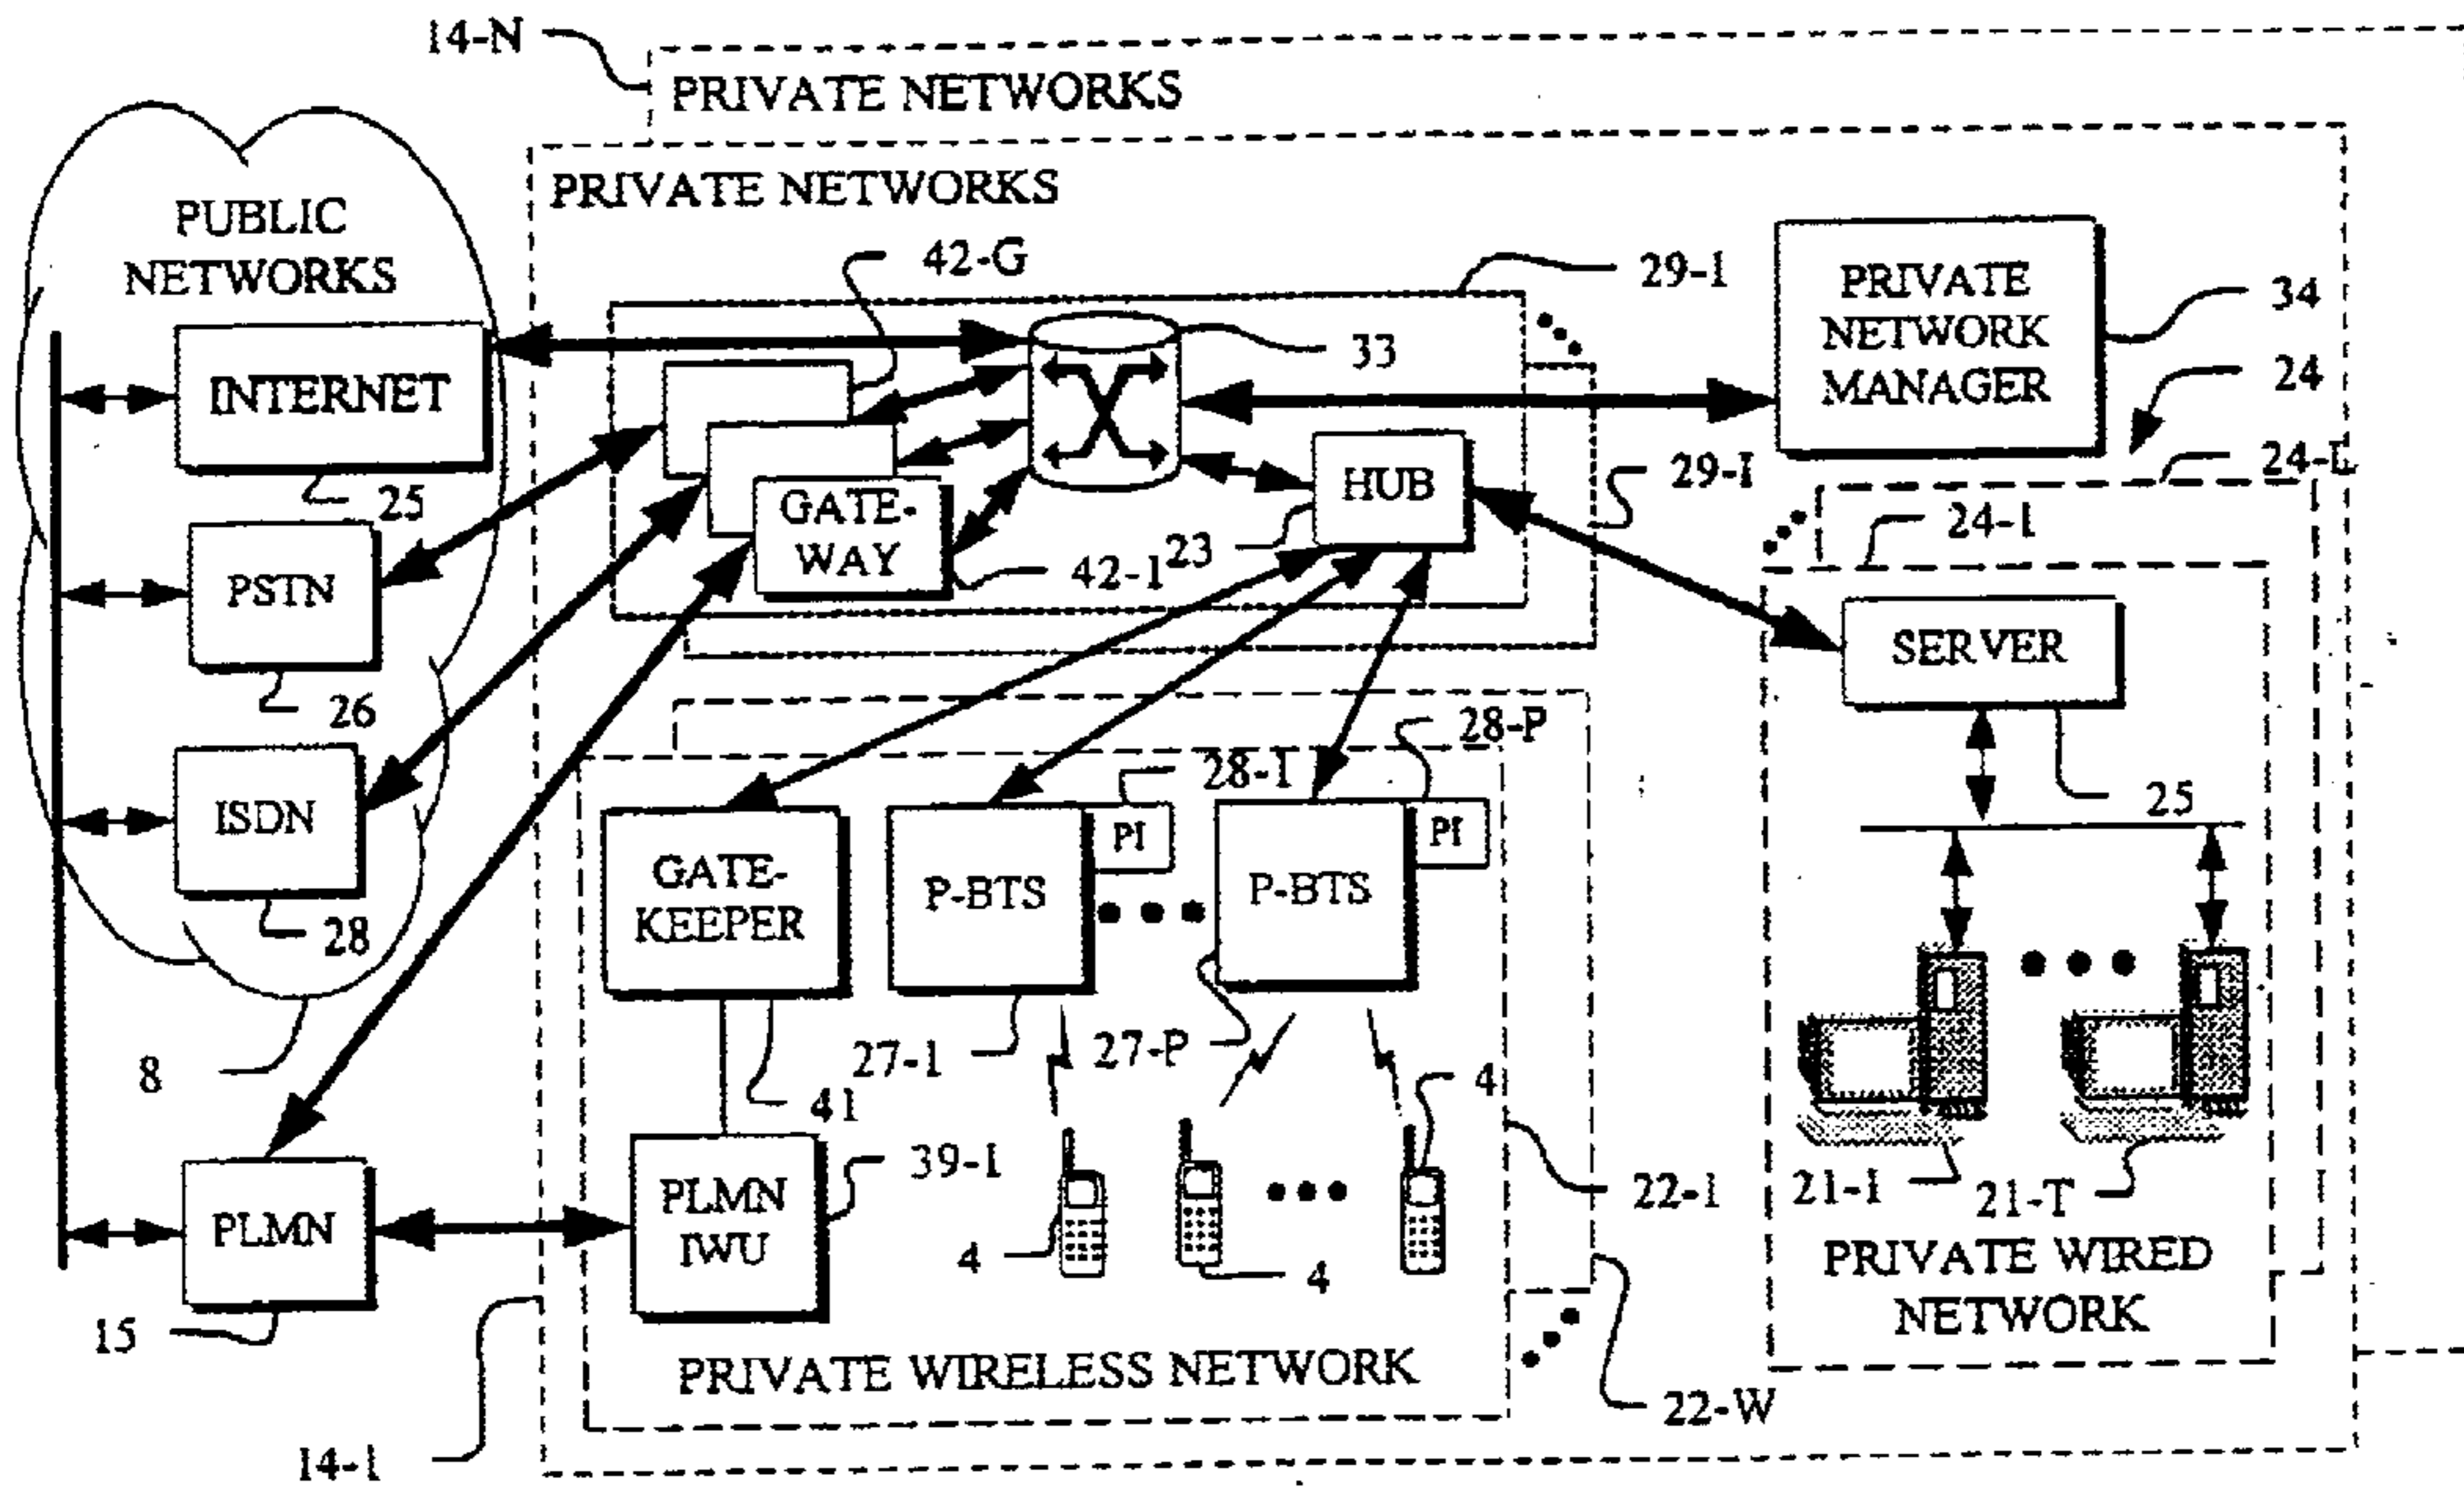 14-N
PRIVATE NETWORKS
PRIVATE NETWORKS
PUBLIC
NETWORKS
42-G
29-1
PRIVATE
NETWORK
MANAGER
34
33
INTERNET
24
25
HUB
29-I
24-L
24-1
GATE-
WAY
42-1
23
PSTN
26
SERVER
25
28-P
28-1
ISDN
28
GATE-
KEEPER
P-BTS
PI
P-BTS
PI
8
41
27-1
27-P
4
PLMN
15
PLMN
IWU
39-1
4
4
22-1
21-1
21-T
PRIVATE WIRED
NETWORK
PRIVATE WIRELESS NETWORK
22-W
14-1